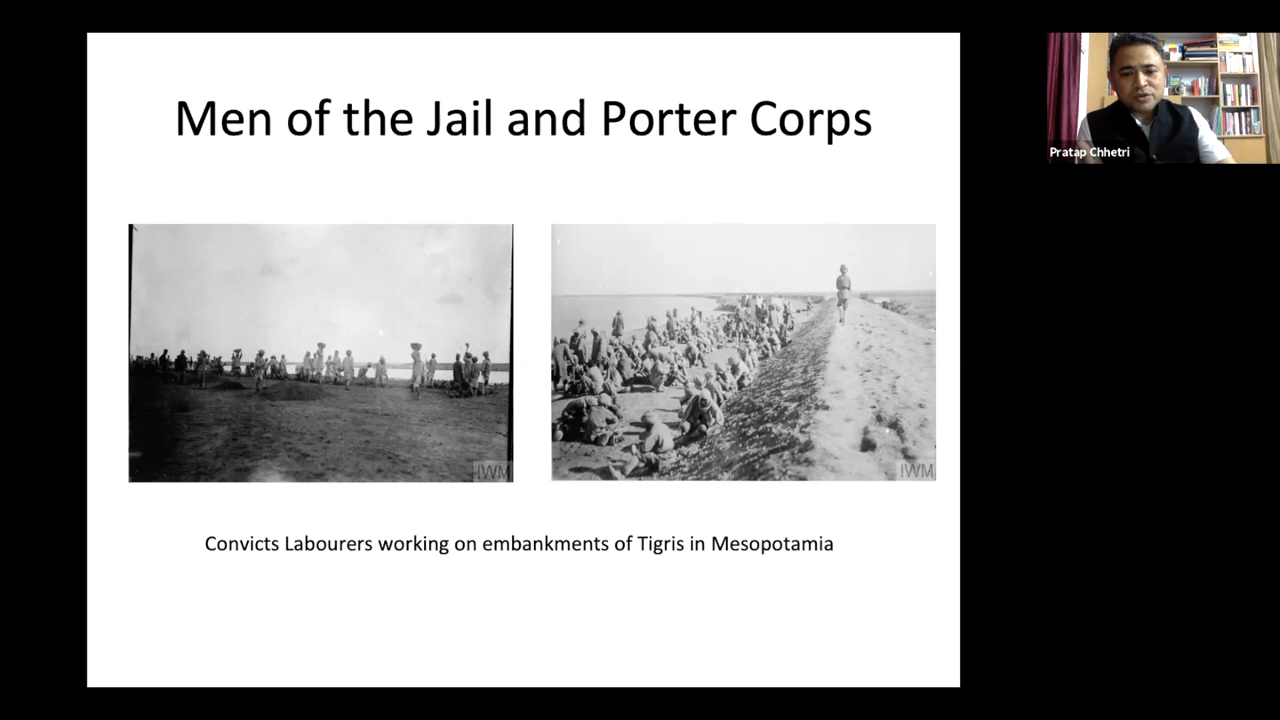 Men of the Jail and Porter Corps
Pratap Chhetri
IWM
IWM
Convicts Labourers working on embankments of Tigris in Mesopotamia